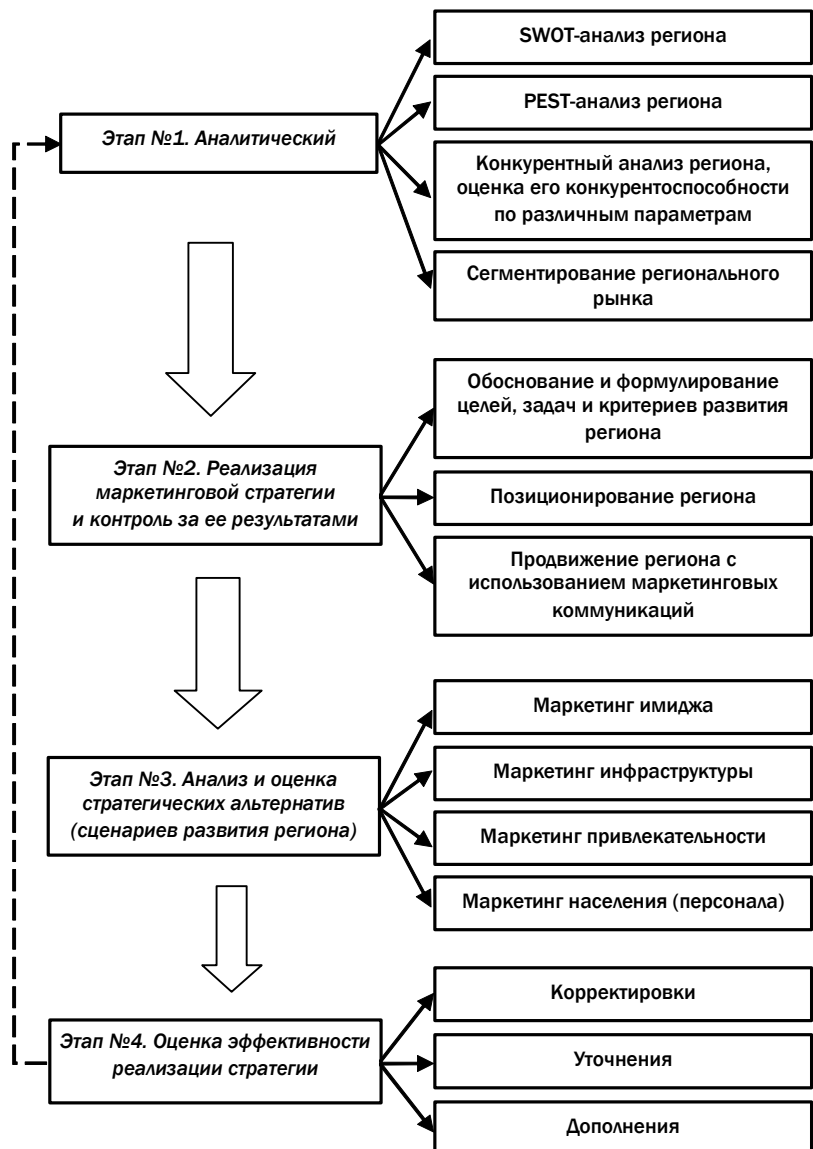 SWOT-анализ региона
PEST-анализ региона
Этап №1. Аналитический
Конкурентный анализ региона,
оценка его конкурентоспособности
по различным параметрам
Сегментирование регионального
рынка
Обоснование и формулирование
целей, задач и критериев развития
региона
Этап №2. Реализация
маркетинговой стратегии
и контроль за ее результатами
Позиционирование региона
Продвижение региона с
использованием маркетинговых
коммуникаций
Маркетинг имиджа
Этап №3. Анализ и оценка
стратегических альтернатив
(сценариев развития региона)
Маркетинг инфраструктуры
Маркетинг привлекательности
Маркетинг населения (персонала)
Корректировки
Этап №4. Оценка эффективности
реализации стратегии
Уточнения
Дополнения